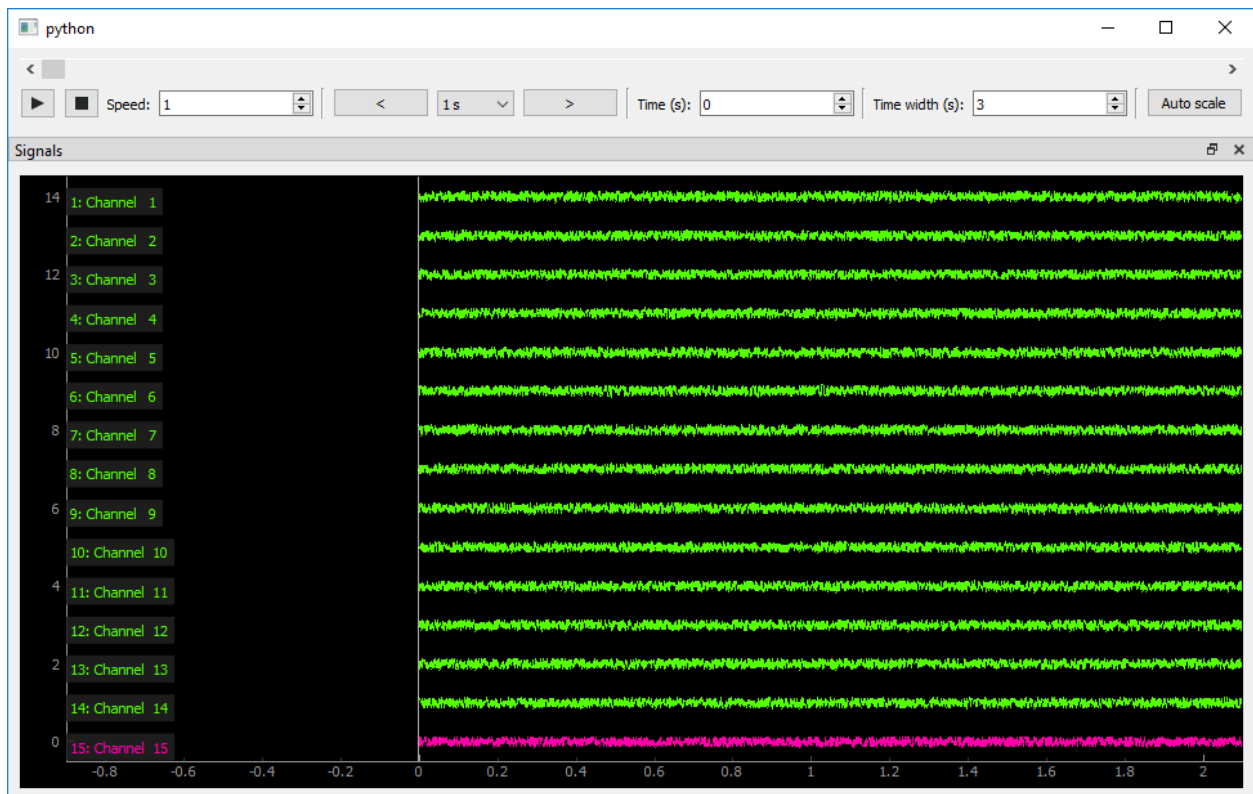 python
< >
Speed: 1 < 1 s > Time (s): 0 Time width (s): 3 Auto scale
Signals
14 1: Channel 1
2: Channel 2
12 3: Channel 3
4: Channel 4
10 5: Channel 5
6: Channel 6
8 7: Channel 7
8: Channel 8
6 9: Channel 9
10: Channel 10
4 11: Channel 11
12: Channel 12
2 13: Channel 13
14: Channel 14
0 15: Channel 15
-0.8 -0.6 -0.4 -0.2 0 0.2 0.4 0.6 0.8 1 1.2 1.4 1.6 1.8 2